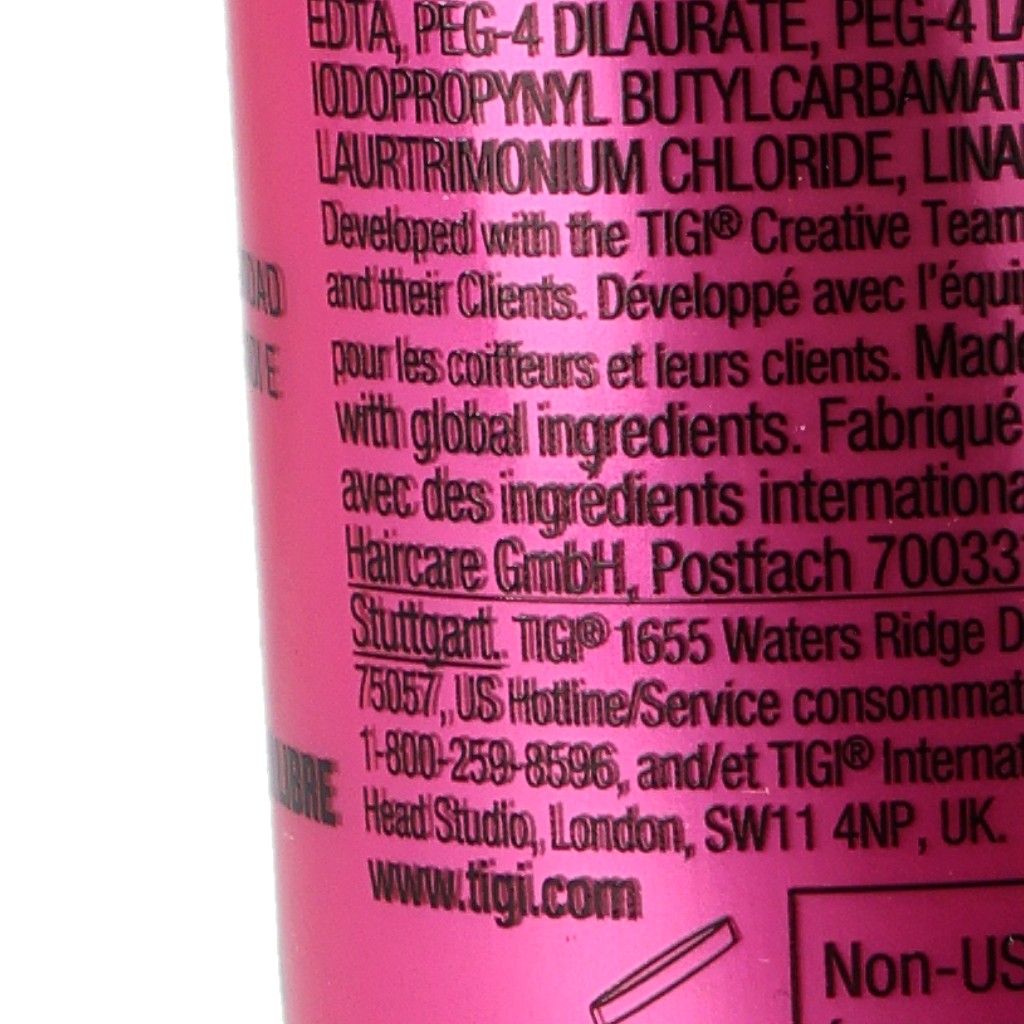 EDTA, PEG-4 DILAURATE, PEG-4 LA
IODOPROPYNYL BUTYLCARBAMAT
LAURTRIMONIUM CHLORIDE, LINA
Developed with the TIGI® Creative Team
and their Clients. Développé avec l'équi
pour les coiffeurs et leurs clients. Made
with global ingredients. Fabriqué
avec des ingrédients internationa
Haircare GmbH, Postfach 70033
Stuttgart. TIGI® 1655 Waters Ridge D
75057, US Hotline/Service consommat
1-800-259-8596, and/et TIGI® Internat
Head Studio, London, SW11 4NP, UK.
www.tigi.com
Non-US
LIBRE